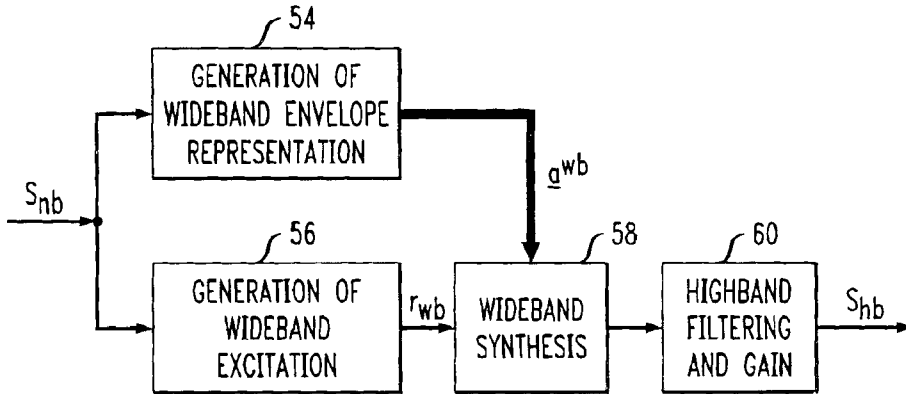 54
GENERATION OF
WIDEBAND ENVELOPE
REPRESENTATION
a^wb
S_nb
56
GENERATION OF
WIDEBAND
EXCITATION
r_wb
58
WIDEBAND
SYNTHESIS
60
HIGHBAND
FILTERING
AND GAIN
S_hb